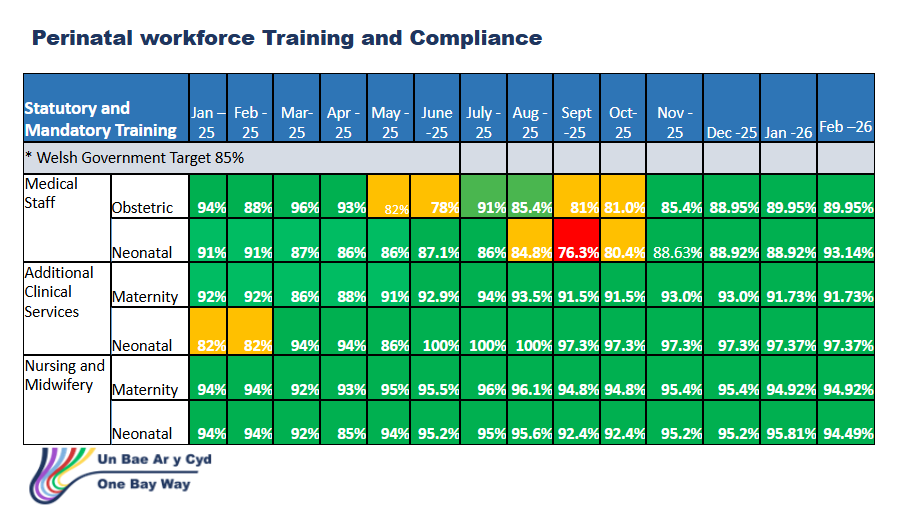 Perinatal workforce Training and Compliance
Statutory and Mandatory Training Jan – 25 Feb - 25 Mar- 25 Apr - 25 May - 25 June -25 July - 25 Aug - 25 Sept -25 Oct- 25 Nov - 25 Dec -25 Jan -26 Feb –26
* Welsh Government Target 85%
Medical Staff Obstetric 94% 88% 96% 93% 82% 78% 91% 85.4% 81% 81.0% 85.4% 88.95% 89.95% 89.95%
Neonatal 91% 91% 87% 86% 86% 87.1% 86% 84.8% 76.3% 80.4% 88.63% 88.92% 88.92% 93.14%
Additional Clinical Services Maternity 92% 92% 86% 88% 91% 92.9% 94% 93.5% 91.5% 91.5% 93.0% 93.0% 91.73% 91.73%
Neonatal 82% 82% 94% 94% 86% 100% 100% 100% 97.3% 97.3% 97.3% 97.3% 97.37% 97.37%
Nursing and Midwifery Maternity 94% 94% 92% 93% 95% 95.5% 96% 96.1% 94.8% 94.8% 95.4% 95.4% 94.92% 94.92%
Neonatal 94% 94% 92% 85% 94% 95.2% 95% 95.6% 92.4% 92.4% 95.2% 95.2% 95.81% 94.49%
Un Bae Ar y Cyd
One Bay Way